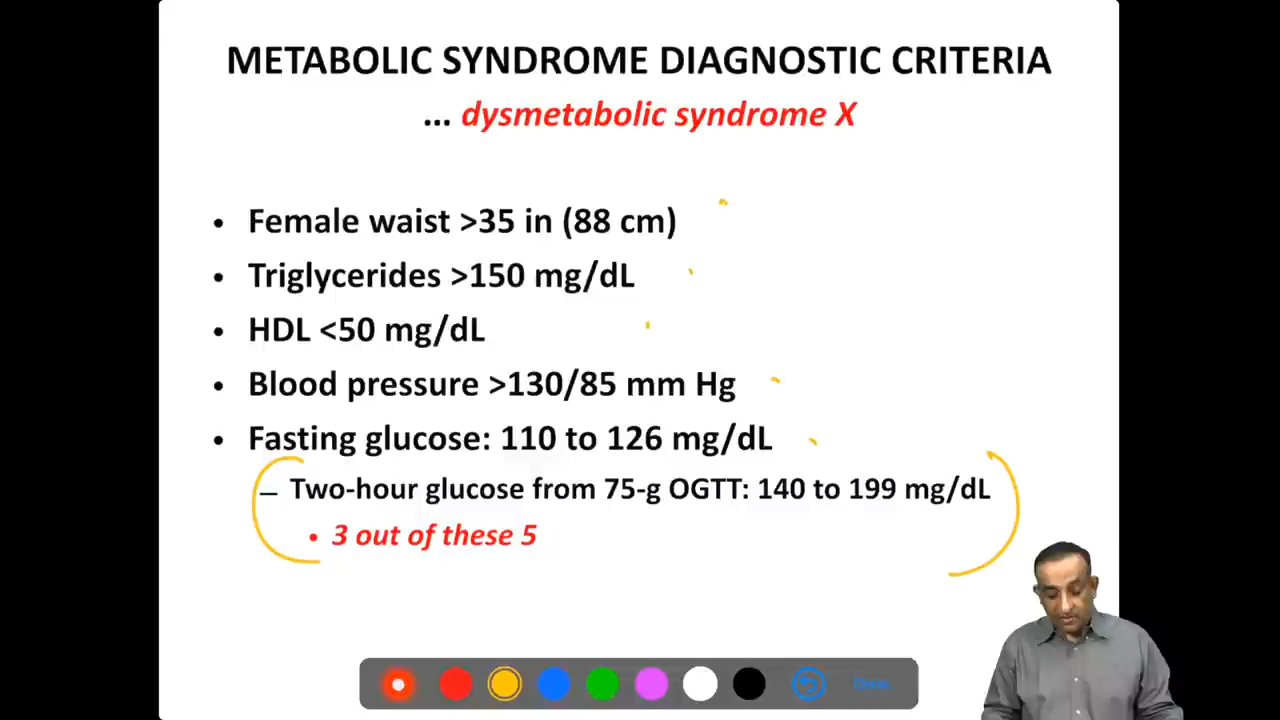 METABOLIC SYNDROME DIAGNOSTIC CRITERIA
... dysmetabolic syndrome X
• Female waist >35 in (88 cm)
• Triglycerides >150 mg/dL
• HDL <50 mg/dL
• Blood pressure >130/85 mm Hg
• Fasting glucose: 110 to 126 mg/dL
– Two-hour glucose from 75-g OGTT: 140 to 199 mg/dL
• 3 out of these 5